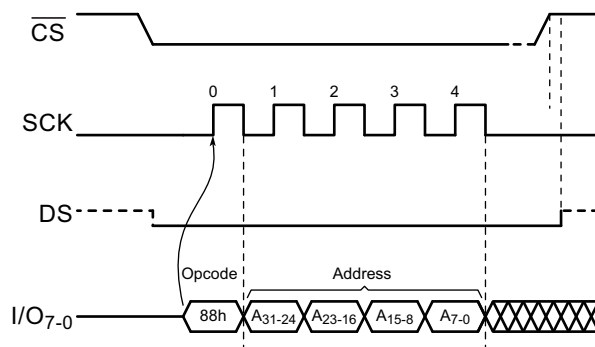 CS
0 1 2 3 4
SCK
DS
Opcode Address
I/O7-0 88h A31-24 A23-16 A15-8 A7-0